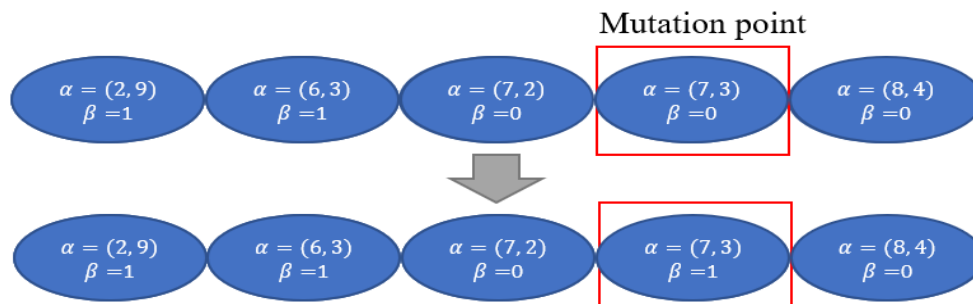 Mutation point
α = (2, 9) α = (6, 3) α = (7, 2) α = (7, 3) α = (8, 4)
β =1 β =1 β =0 β =0 β =0
α = (2, 9) α = (6, 3) α = (7, 2) α = (7, 3) α = (8, 4)
β =1 β =1 β =0 β =1 β =0